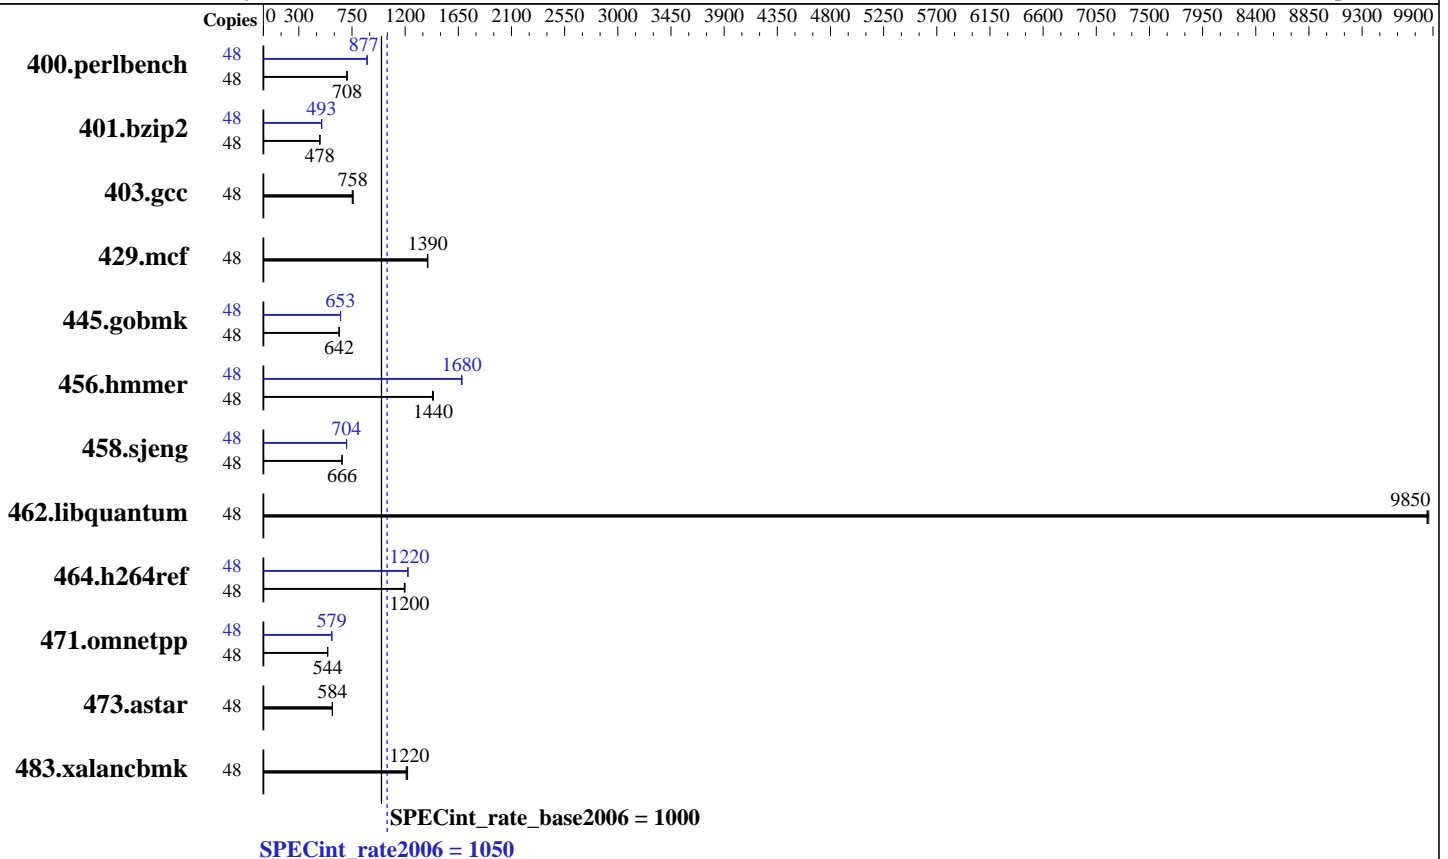 Copies 0 300 750 1200 1650 2100 2550 3000 3450 3900 4350 4800 5250 5700 6150 6600 7050 7500 7950 8400 8850 9300 9900
400.perlbench 48 877
48 708
401.bzip2 48 493
48 478
403.gcc 48 758
429.mcf 48 1390
445.gobmk 48 653
48 642
456.hmmer 48 1680
48 1440
458.sjeng 48 704
48 666
462.libquantum 48 9850
464.h264ref 48 1220
48 1200
471.omnetpp 48 579
48 544
473.astar 48 584
483.xalancbmk 48 1220
SPECint_rate_base2006 = 1000
SPECint_rate2006 = 1050